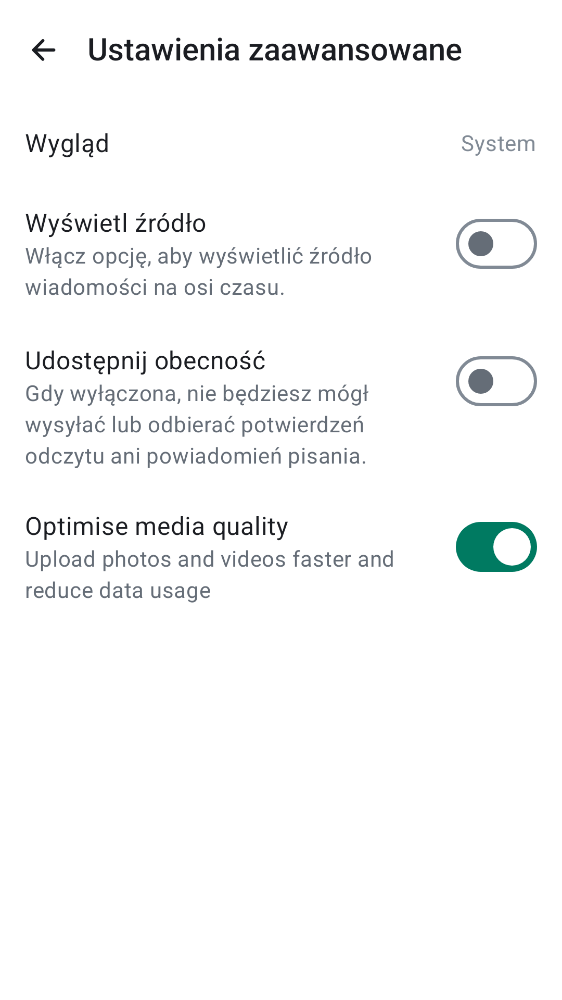 Ustawienia zaawansowane
Wygląd System
Wyświetl źródło
Włącz opcję, aby wyświetlić źródło
wiadomości na osi czasu.
Udostępnij obecność
Gdy wyłączona, nie będziesz mógł
wysyłać lub odbierać potwierdzeń
odczytu ani powiadomień pisania.
Optimise media quality
Upload photos and videos faster and
reduce data usage